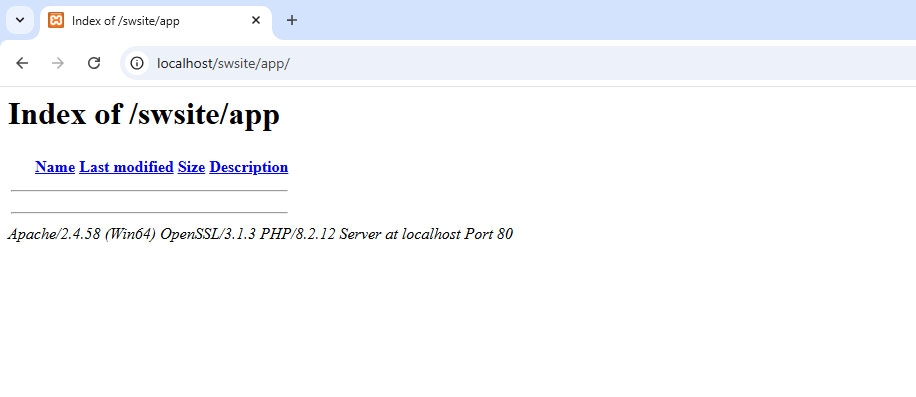 Index of /swsite/app
localhost/swsite/app/
Index of /swsite/app
Name Last modified Size Description
Apache/2.4.58 (Win64) OpenSSL/3.1.3 PHP/8.2.12 Server at localhost Port 80